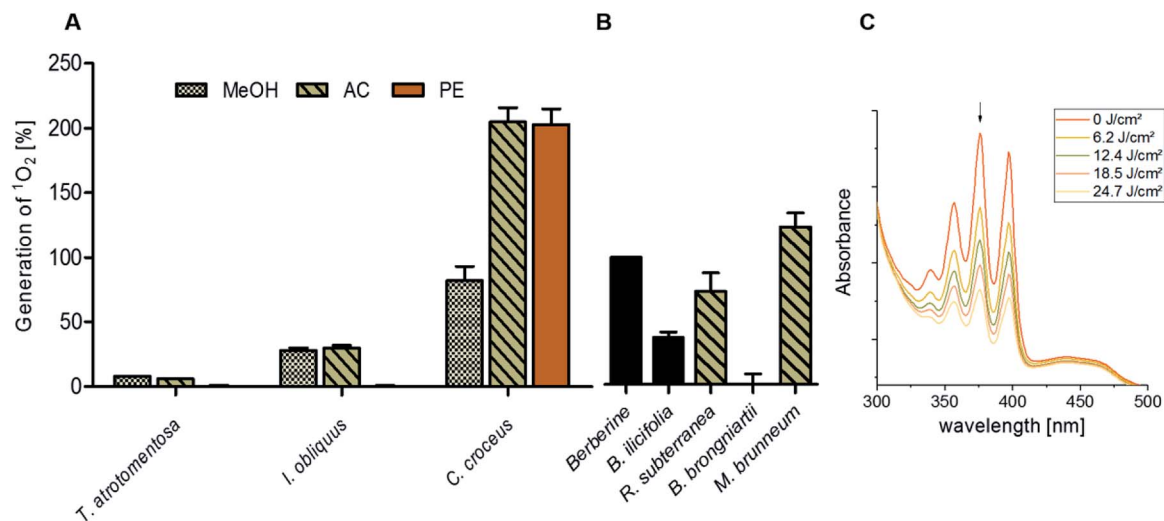 A
Generation of ¹O₂ [%]
250
200
150
100
50
0
MeOH AC PE
T. atrotomentosa
I. obliquus
C. croceus
B
Berberine
B. ilicifolia
R. subterranea
B. brongniartii
M. brunneum
C
Absorbance
0 J/cm²
6.2 J/cm²
12.4 J/cm²
18.5 J/cm²
24.7 J/cm²
300 350 400 450 500
wavelength [nm]